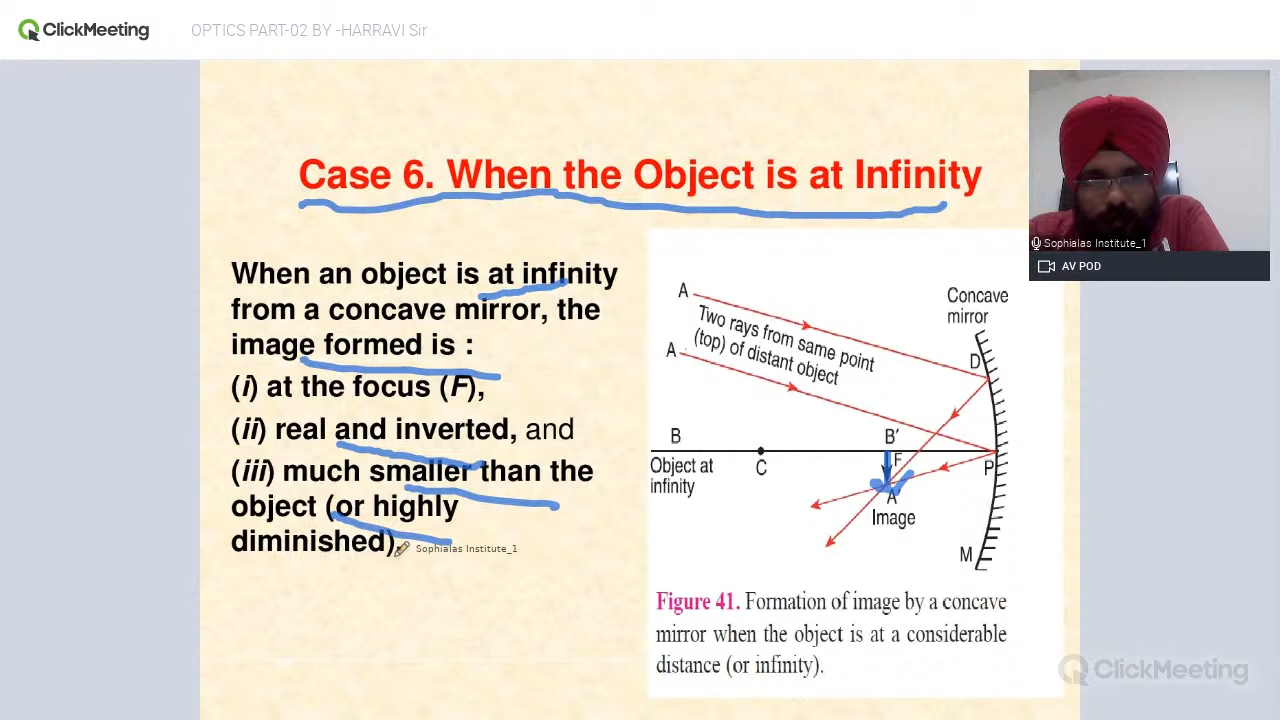 ClickMeeting
OPTICS PART-02 BY -HARRAVI Sir
Case 6. When the Object is at Infinity
When an object is at infinity
from a concave mirror, the
image formed is :
(i) at the focus (F),
(ii) real and inverted, and
(iii) much smaller than the
object (or highly
diminished).
Sophialas Institute_1
A
Two rays from same point
(top) of distant object
A
Concave
mirror
D
B
Object at
infinity
C
B′
F
P
A
Image
M
Figure 41. Formation of image by a concave
mirror when the object is at a considerable
distance (or infinity).
Sophialas Institute_1
AV POD
ClickMeeting